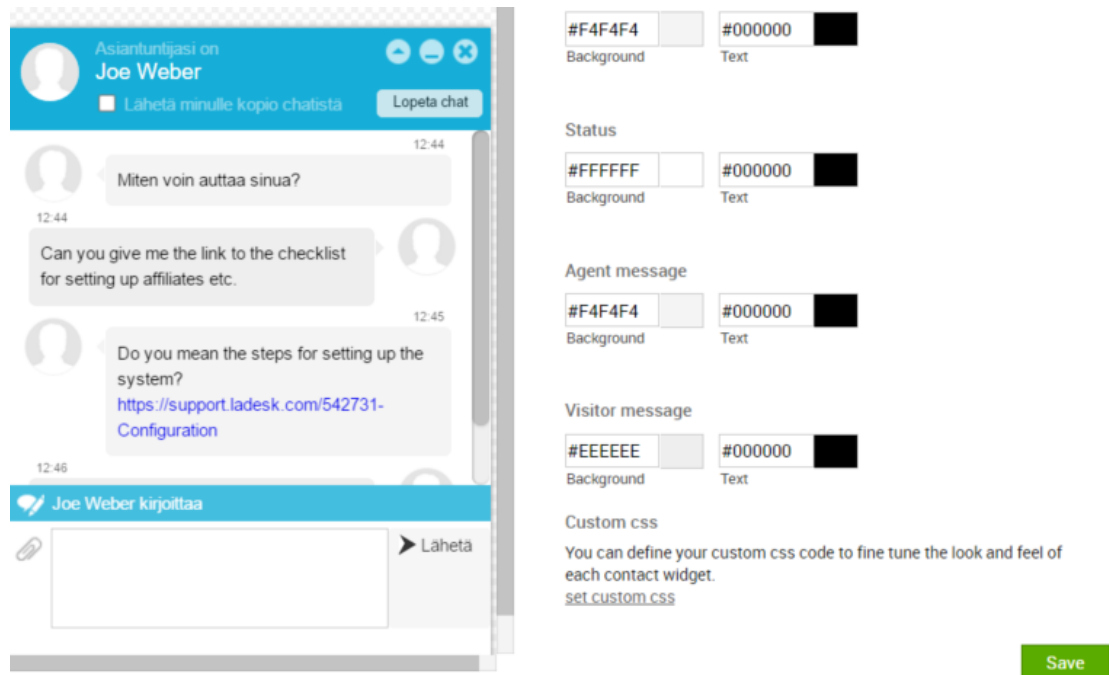 Asiantuntijasi on
Joe Weber
Lähetä minulle kopio chatistä
Lopeta chat
12:44
Miten voin auttaa sinua?
12:44
Can you give me the link to the checklist
for setting up affiliates etc.
12:45
Do you mean the steps for setting up the
system?
https://support.ladesk.com/542731-
Configuration
12:46
Joe Weber kirjoittaa
Lähetä
#F4F4F4 #000000
Background Text
Status
#FFFFFF #000000
Background Text
Agent message
#F4F4F4 #000000
Background Text
Visitor message
#EEEEEE #000000
Background Text
Custom css
You can define your custom css code to fine tune the look and feel of
each contact widget.
set custom css
Save